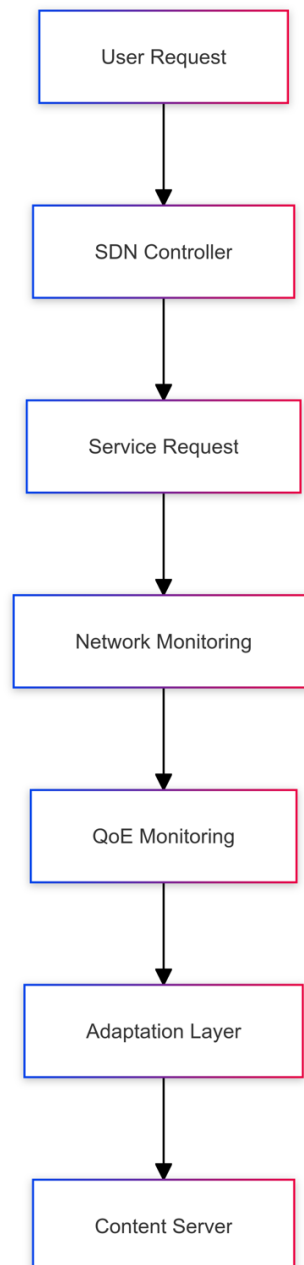 User Request
SDN Controller
Service Request
Network Monitoring
QoE Monitoring
Adaptation Layer
Content Server